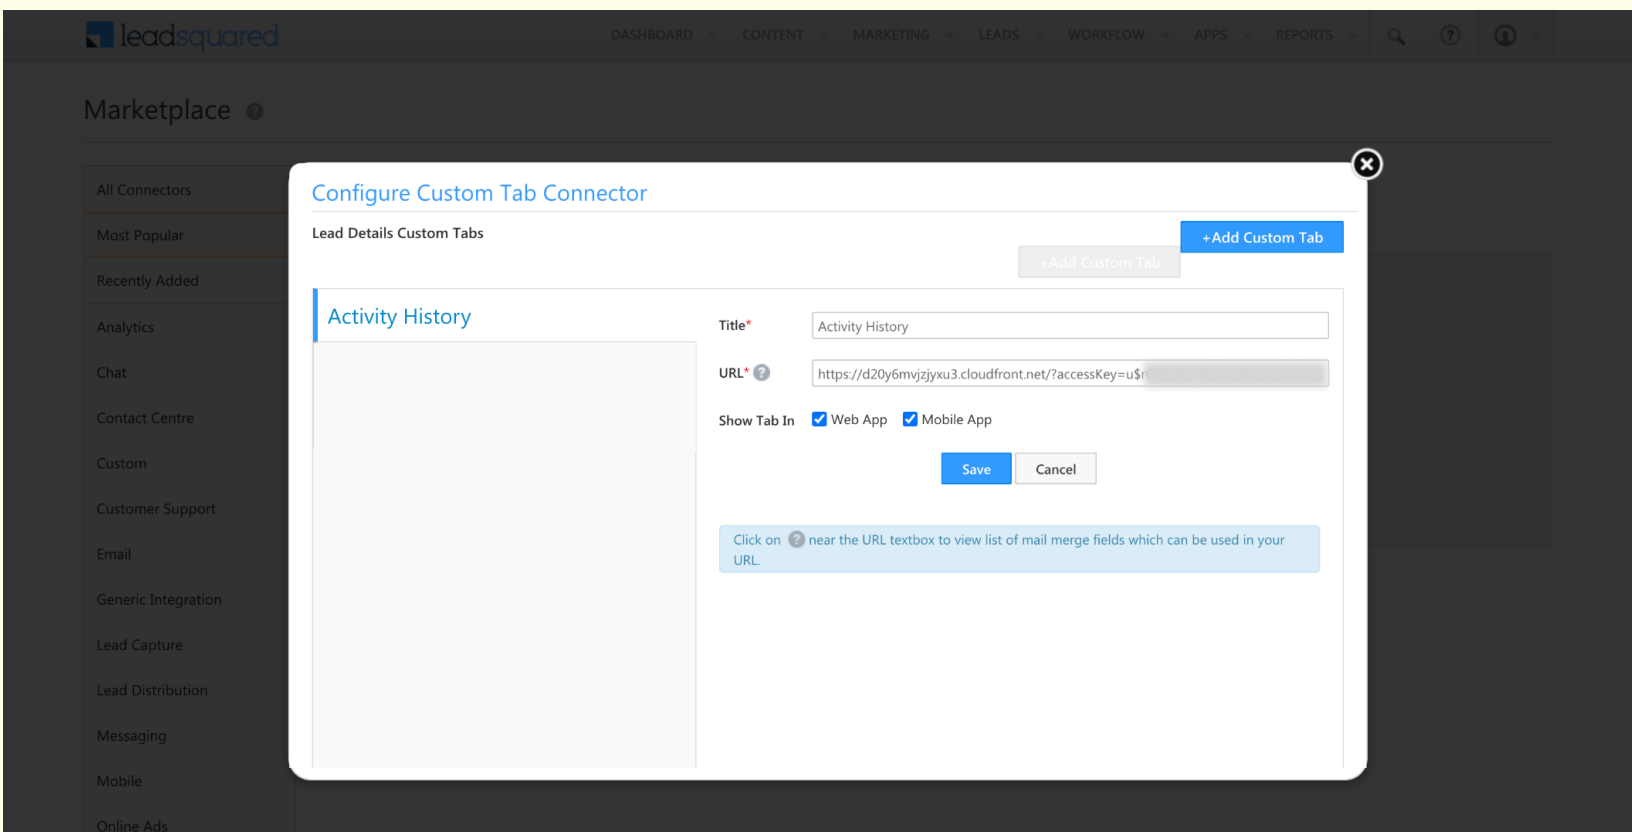 leadsquared
DASHBOARD CONTENT MARKETING LEADS WORKFLOW APPS REPORTS
Marketplace
All Connectors
Most Popular
Recently Added
Analytics
Chat
Contact Centre
Custom
Customer Support
Email
Generic Integration
Lead Capture
Lead Distribution
Messaging
Mobile
Online Ads
Configure Custom Tab Connector
Lead Details Custom Tabs
+Add Custom Tab
+Add Custom Tab
Activity History
Title* Activity History
URL* ? https://d20y6mvjzjyxu3.cloudfront.net/?accessKey=u$r
Show Tab In Web App Mobile App
Save Cancel
Click on ? near the URL textbox to view list of mail merge fields which can be used in your
URL.